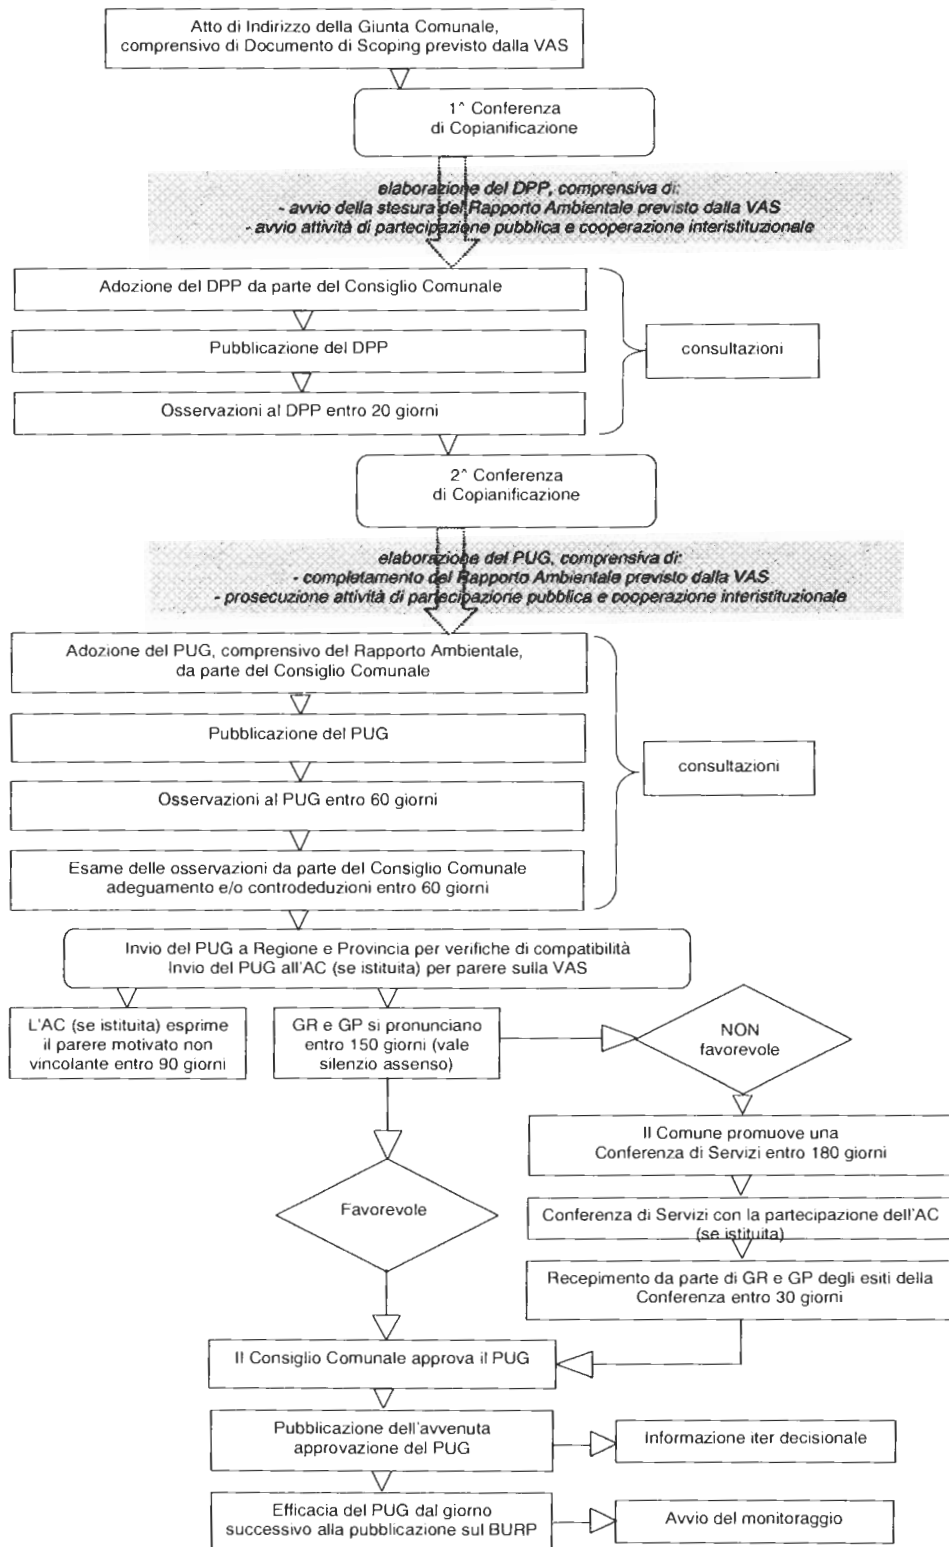 Atto di Indirizzo della Giunta Comunale,
comprensivo di Documento di Scoping previsto dalla VAS
1^ Conferenza
di Copianificazione
elaborazione del DPP, comprensiva di:
- avvio della stesura del Rapporto Ambientale previsto dalla VAS
- avvio attività di partecipazione pubblica e cooperazione interistituzionale
Adozione del DPP da parte del Consiglio Comunale
Pubblicazione del DPP
consultazioni
Osservazioni al DPP entro 20 giorni
2^ Conferenza
di Copianificazione
elaborazione del PUG, comprensiva di:
- completamento del Rapporto Ambientale previsto dalla VAS
- prosecuzione attività di partecipazione pubblica e cooperazione interistituzionale
Adozione del PUG, comprensivo del Rapporto Ambientale,
da parte del Consiglio Comunale
Pubblicazione del PUG
consultazioni
Osservazioni al PUG entro 60 giorni
Esame delle osservazioni da parte del Consiglio Comunale
adeguamento e/o controdeduzioni entro 60 giorni
Invio del PUG a Regione e Provincia per verifiche di compatibilità
Invio del PUG all'AC (se istituita) per parere sulla VAS
L'AC (se istituita) esprime
il parere motivato non
vincolante entro 90 giorni
GR e GP si pronunciano
entro 150 giorni (vale
silenzio assenso)
NON
favorevole
Il Comune promuove una
Conferenza di Servizi entro 180 giorni
Favorevole
Conferenza di Servizi con la partecipazione dell'AC
(se istituita)
Recepimento da parte di GR e GP degli esiti della
Conferenza entro 30 giorni
Il Consiglio Comunale approva il PUG
Pubblicazione dell'avvenuta
approvazione del PUG
Informazione iter decisionale
Efficacia del PUG dal giorno
successivo alla pubblicazione sul BURP
Avvio del monitoraggio